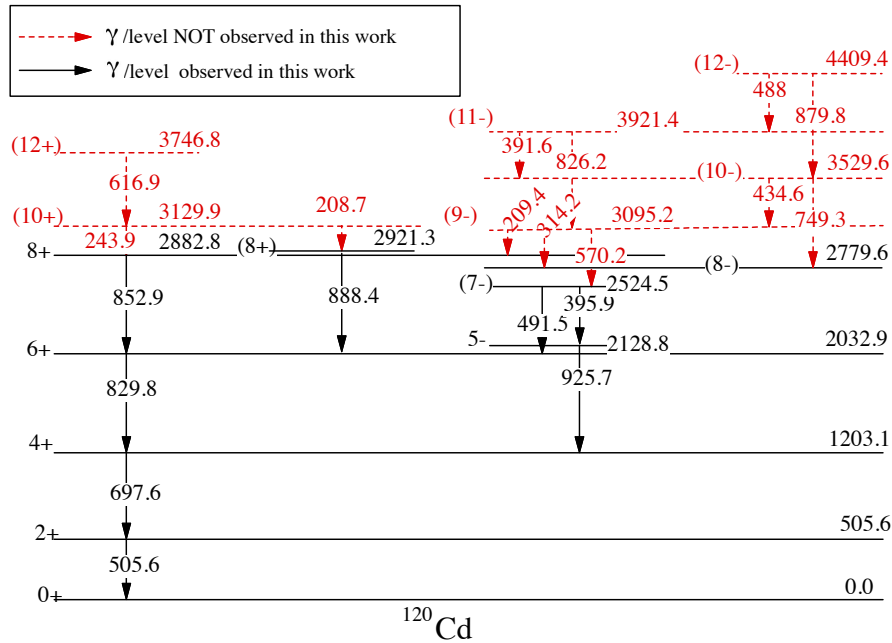 γ /level NOT observed in this work
γ /level observed in this work
(12-) 4409.4
488 879.8
(11-) 3921.4
(12+) 3746.8
391.6 826.2 (10-) 3529.6
616.9 434.6
(10+) 3129.9 208.7 (9-) 209.4 314.2 3095.2 749.3
243.9 2882.8 (8+) 2921.3
8+ 570.2 (8-) 2779.6
(7-) 2524.5
852.9 888.4 491.5 395.9
5- 2128.8
6+ 2032.9
829.8 925.7
4+ 1203.1
697.6
2+ 505.6
505.6
0+ 0.0
120Cd